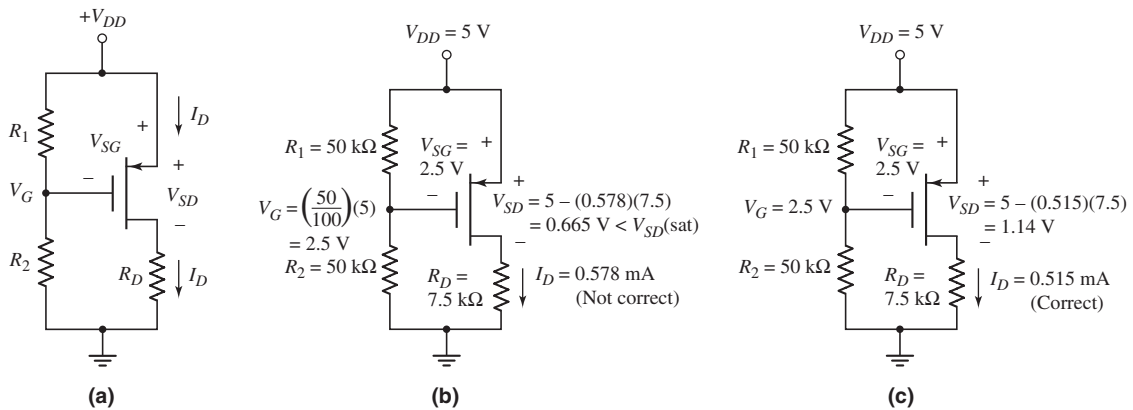 +V_DD
R_1
V_SG
+
I_D
V_G
−
+
V_SD
−
R_2
R_D
I_D
(a)
V_DD = 5 V
R_1 = 50 kΩ
V_SG =
2.5 V
+
−
+
V_G = (50/100)(5)
= 2.5 V
V_SD = 5 – (0.578)(7.5)
= 0.665 V < V_SD(sat)
−
R_2 = 50 kΩ
R_D =
7.5 kΩ
I_D = 0.578 mA
(Not correct)
(b)
V_DD = 5 V
R_1 = 50 kΩ
V_SG =
2.5 V
+
−
+
V_G = 2.5 V
V_SD = 5 – (0.515)(7.5)
= 1.14 V
−
R_2 = 50 kΩ
R_D =
7.5 kΩ
I_D = 0.515 mA
(Correct)
(c)